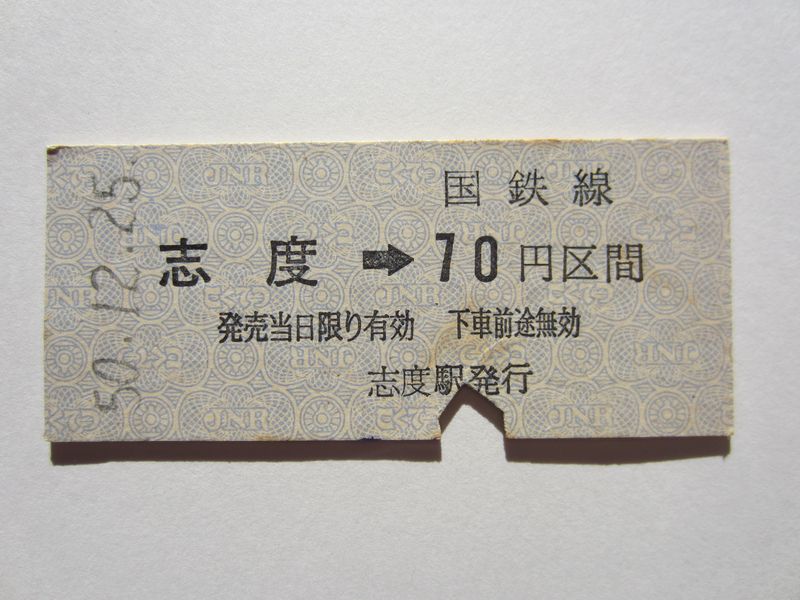 50.12.25.
国鉄線
志度 ➡ 70円区間
発売当日限り有効 下車前途無効
志度駅発行